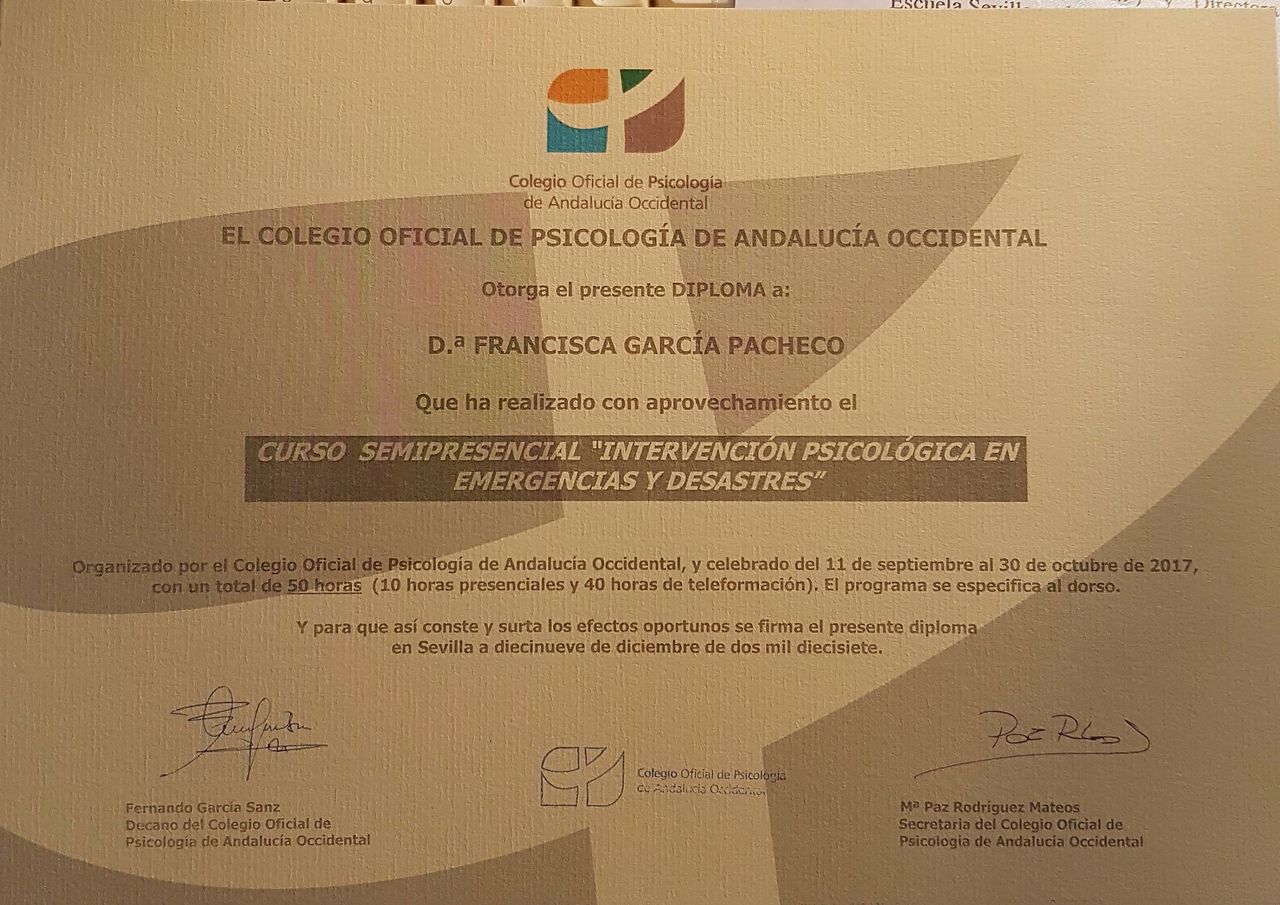 Escuela
Colegio Oficial de Psicología
de Andalucía Occidental
EL COLEGIO OFICIAL DE PSICOLOGÍA DE ANDALUCÍA OCCIDENTAL
Otorga el presente DIPLOMA a:
D.ª FRANCISCA GARCÍA PACHECO
Que ha realizado con aprovechamiento el
CURSO SEMIPRESENCIAL "INTERVENCIÓN PSICOLÓGICA EN
EMERGENCIAS Y DESASTRES”
Organizado por el Colegio Oficial de Psicología de Andalucía Occidental, y celebrado del 11 de septiembre al 30 de octubre de 2017,
con un total de 50 horas (10 horas presenciales y 40 horas de teleformación). El programa se especifica al dorso.
Y para que así conste y surta los efectos oportunos se firma el presente diploma
en Sevilla a diecinueve de diciembre de dos mil diecisiete.
Colegio Oficial de Psicología
de Andalucía Occidental
Fernando García Sanz
Decano del Colegio Oficial de
Psicología de Andalucía Occidental
Mª Paz Rodríguez Mateos
Secretaria del Colegio Oficial de
Psicología de Andalucía Occidental